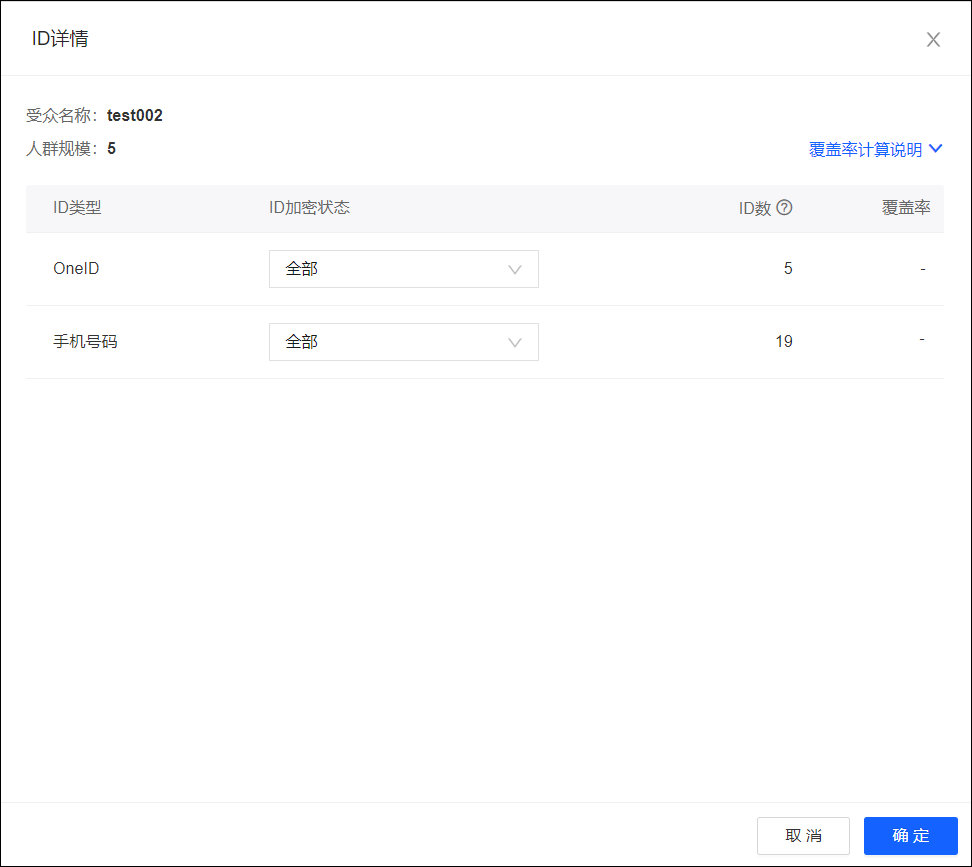 ID详情
受众名称：test002
人群规模：5
覆盖率计算说明
ID类型 ID加密状态 ID数 覆盖率
OneID 全部 5 -
手机号码 全部 19 -
取 消 确 定